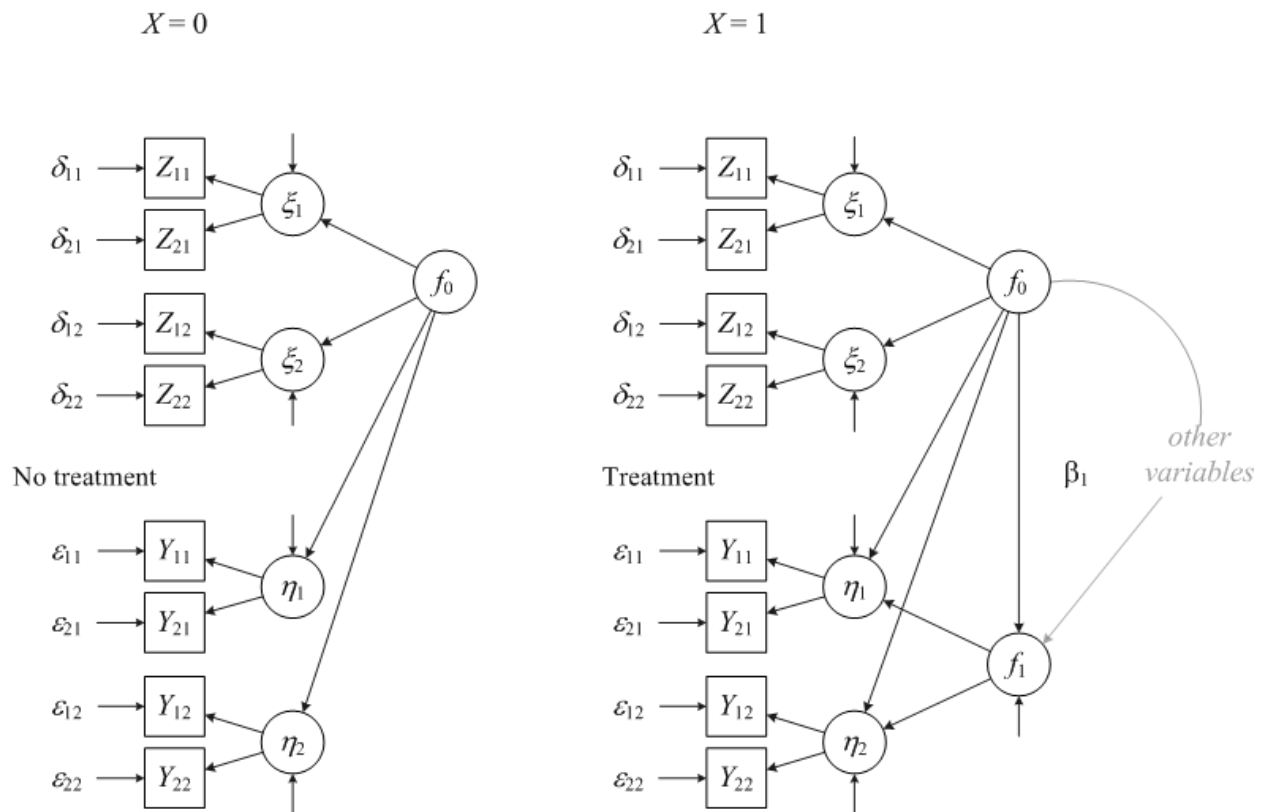 X = 0
X = 1
δ11 Z11
ξ1
δ21 Z21
f0
δ12 Z12
ξ2
δ22 Z22
No treatment
ε11 Y11
η1
ε21 Y21
ε12 Y12
η2
ε22 Y22
δ11 Z11
ξ1
δ21 Z21
f0
δ12 Z12
ξ2
δ22 Z22
other
variables
β1
Treatment
ε11 Y11
η1
ε21 Y21
f1
ε12 Y12
η2
ε22 Y22